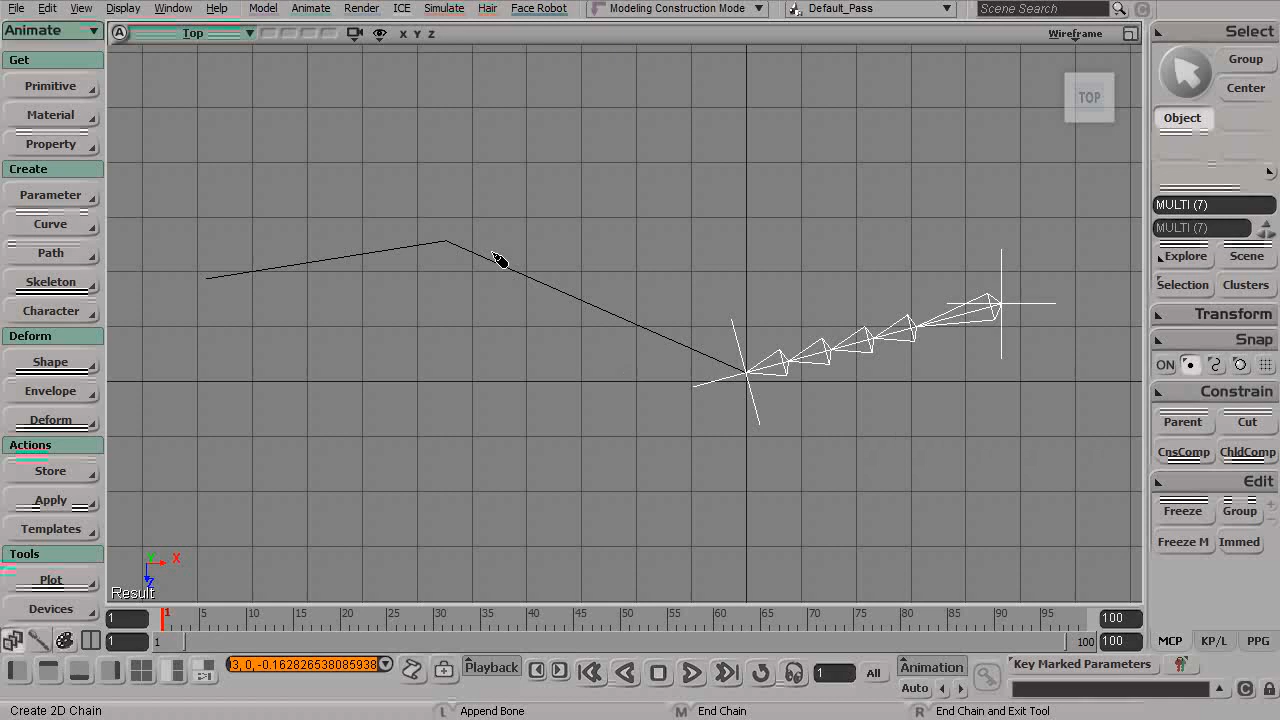 File Edit View Display Window Help Model Animate Render ICE Simulate Hair Face Robot Modeling Construction Mode Default_Pass Scene Search
Animate
A Top X Y Z Wireframe
Select
Get
Primitive
Material
Property
Create
Parameter
Curve
Path
Skeleton
Character
Deform
Shape
Envelope
Deform
Actions
Store
Apply
Templates
Tools
Plot
Devices
TOP
Y X
Z
Result
Group
Center
Object
MULTI (7)
MULTI (7)
Explore Scene
Selection Clusters
Transform
Snap
ON
Constrain
Parent Cut
CnsComp ChldComp
Edit
Freeze Group
Freeze M Immed
1 1 5 10 15 20 25 30 35 40 45 50 55 60 65 70 75 80 85 90 95 100
1 1 100 100
MCP KP/L PPG
3, 0,-0.162826538085938 Playback 1 All Animation Key Marked Parameters
Auto
Create 2D Chain L Append Bone M End Chain R End Chain and Exit Tool